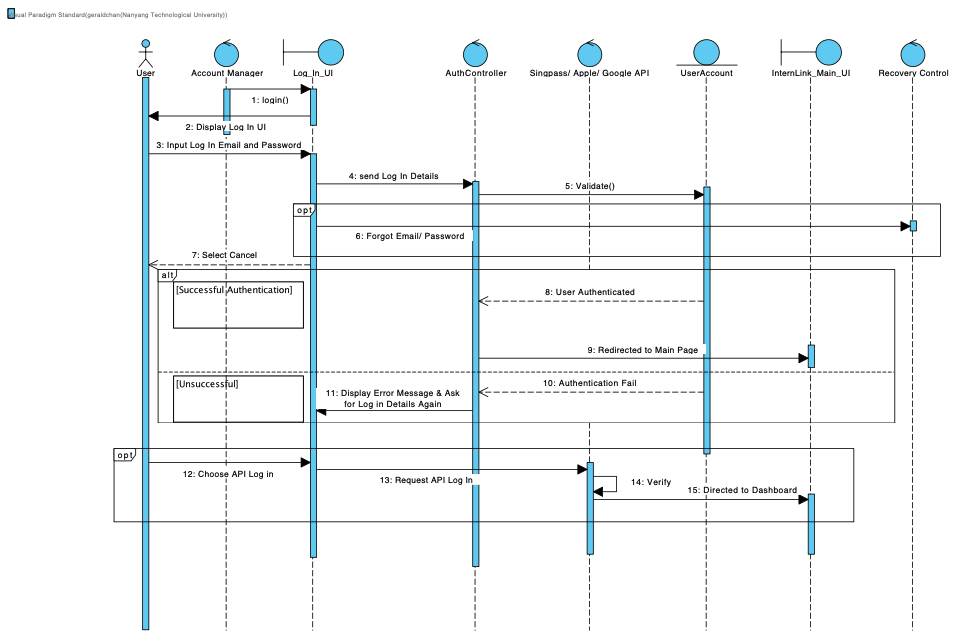 ual Paradigm Standard(geraldchan(Nanyang Technological University))
User
Account Manager
Log_In_UI
AuthController
Singpass/ Apple/ Google API
UserAccount
InternLink_Main_UI
Recovery Control
1: login()
2: Display Log In UI
3: Input Log In Email and Password
4: send Log In Details
5: Validate()
opt
6: Forgot Email/ Password
7: Select Cancel
alt
[Successful Authentication]
8: User Authenticated
9: Redirected to Main Page
[Unsuccessful]
10: Authentication Fail
11: Display Error Message & Ask
for Log in Details Again
opt
12: Choose API Log in
13: Request API Log In
14: Verify
15: Directed to Dashboard